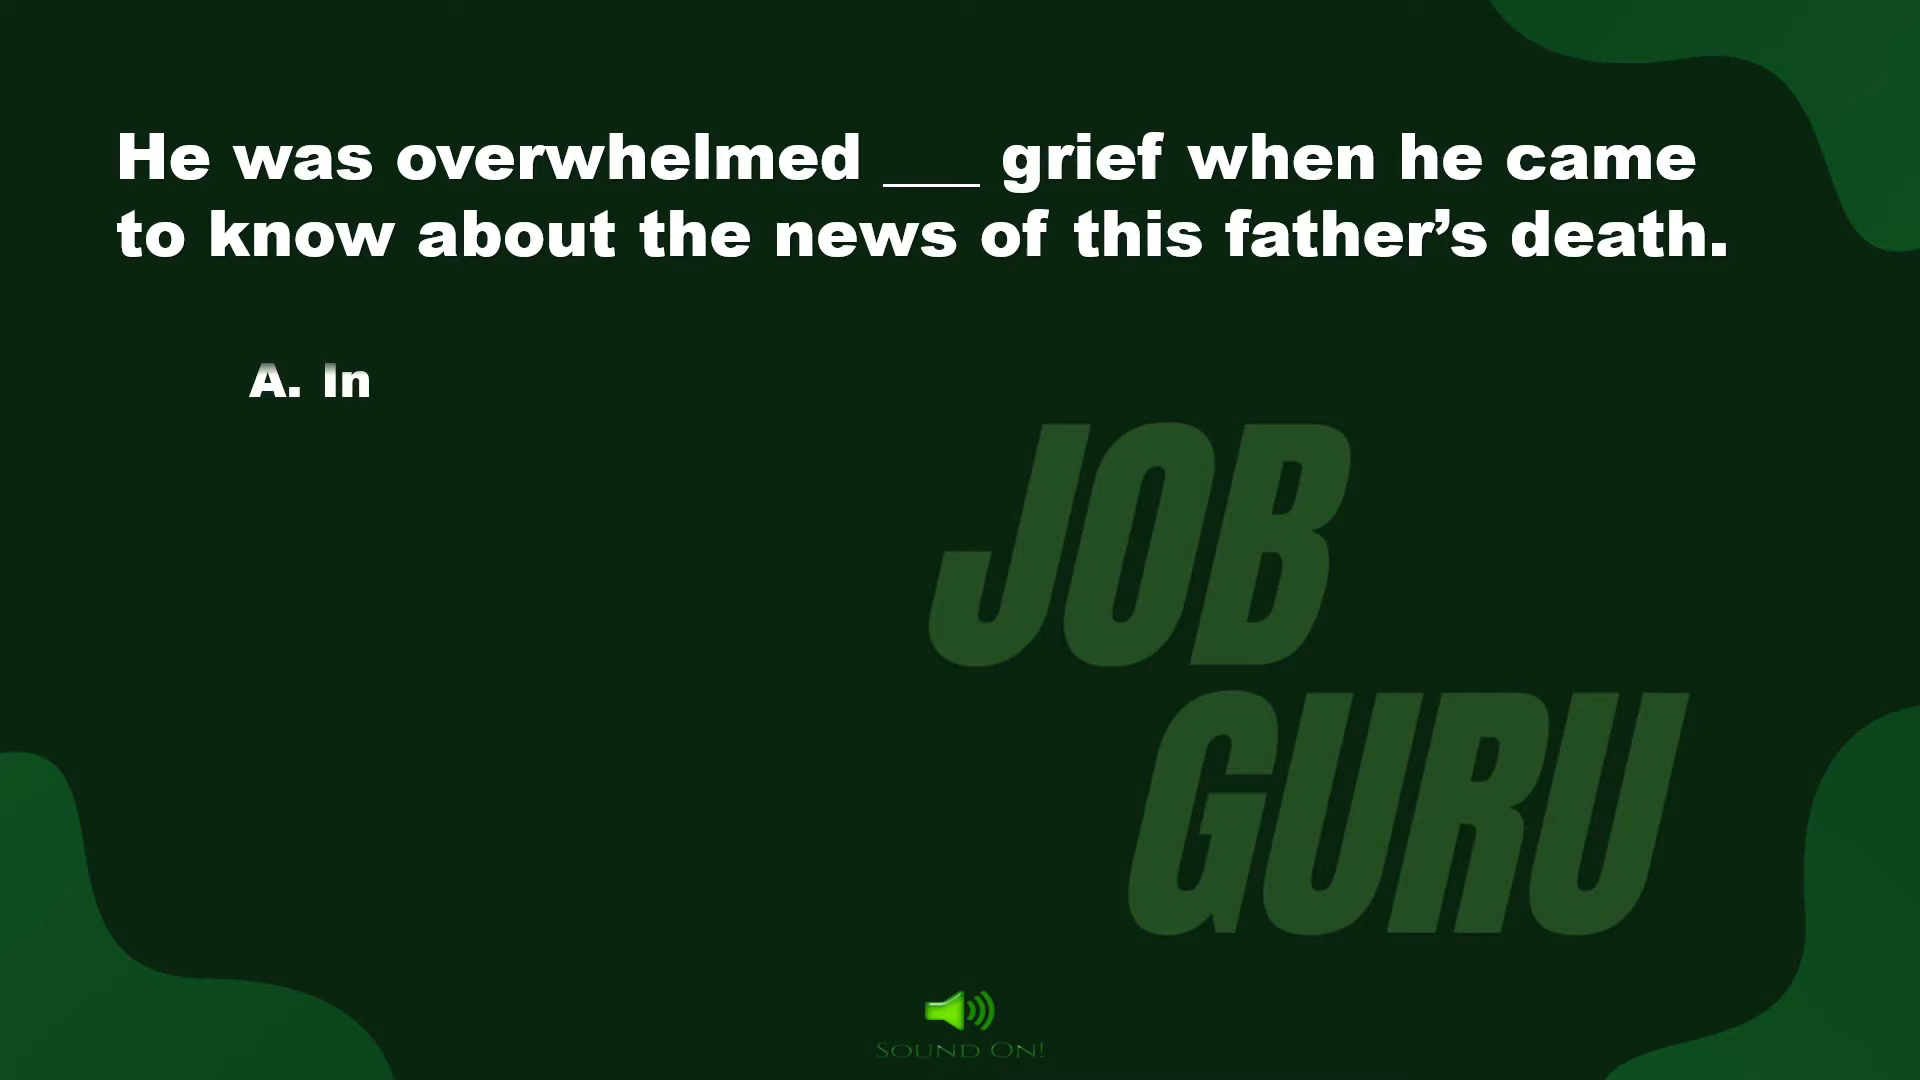 He was overwhelmed ___ grief when he came
to know about the news of this father’s death.
A. In
JOB
GURU
SOUND ON!